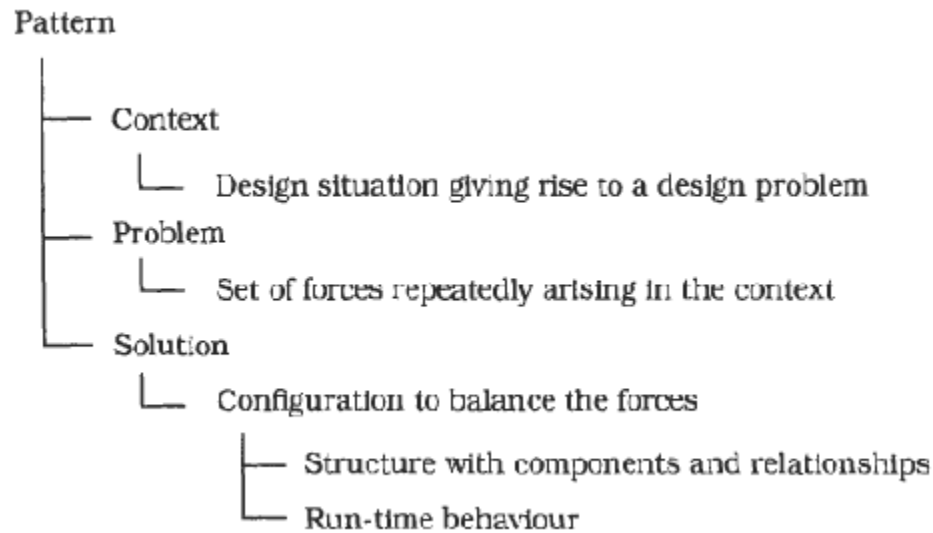 Pattern
Context
Design situation giving rise to a design problem
Problem
Set of forces repeatedly arising in the context
Solution
Configuration to balance the forces
Structure with components and relationships
Run-time behaviour